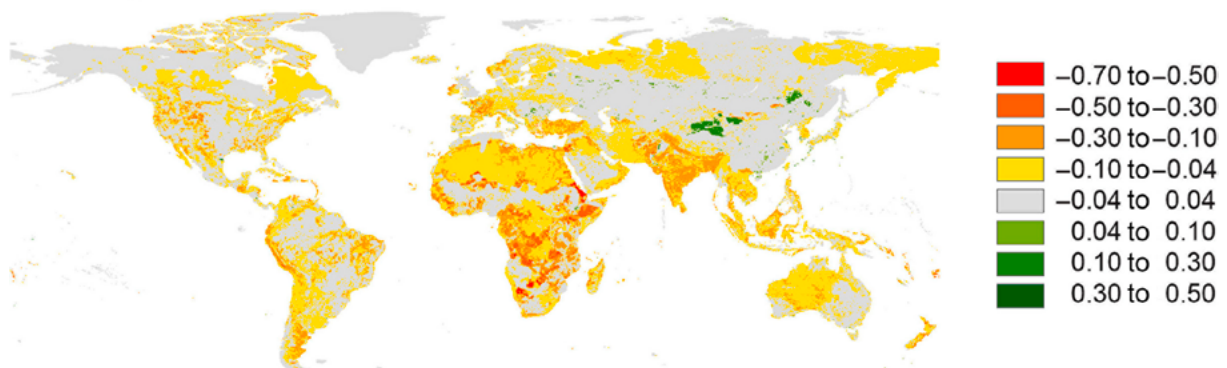 −0.70 to −0.50
−0.50 to −0.30
−0.30 to −0.10
−0.10 to −0.04
−0.04 to 0.04
0.04 to 0.10
0.10 to 0.30
0.30 to 0.50